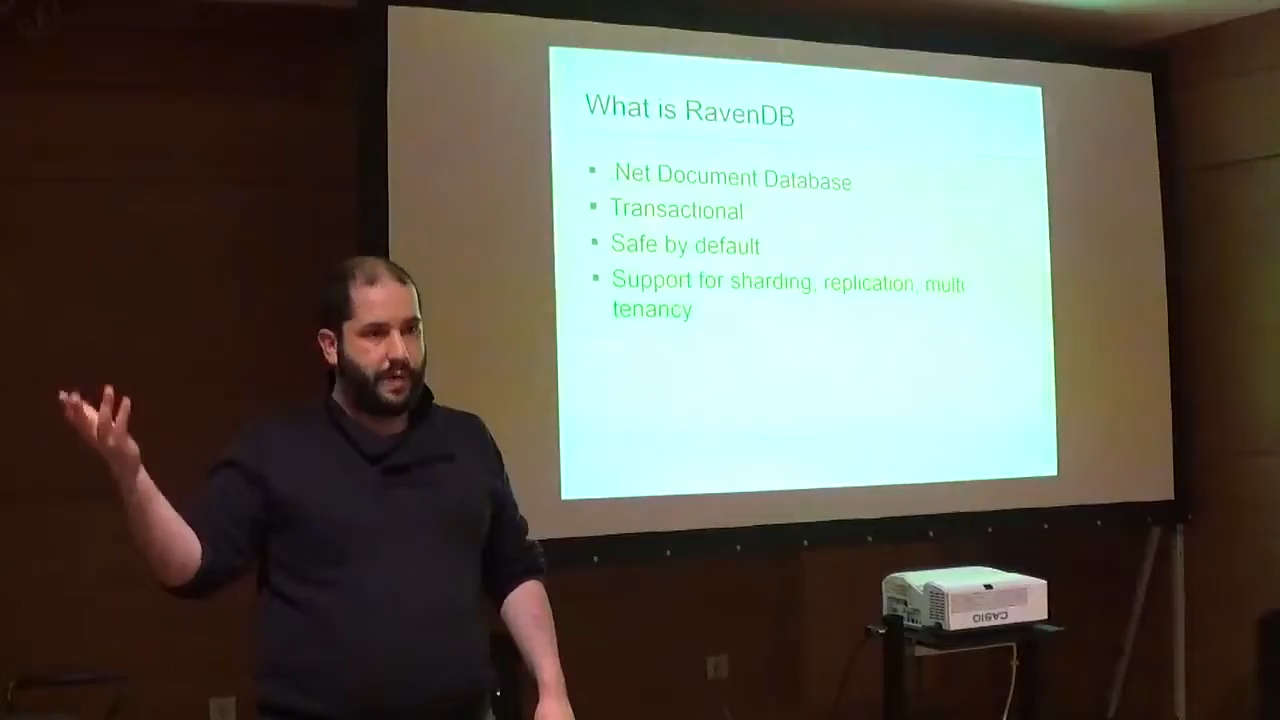 What is RavenDB
.Net Document Database
Transactional
Safe by default
Support for sharding, replication, multi
tenancy
CASIO